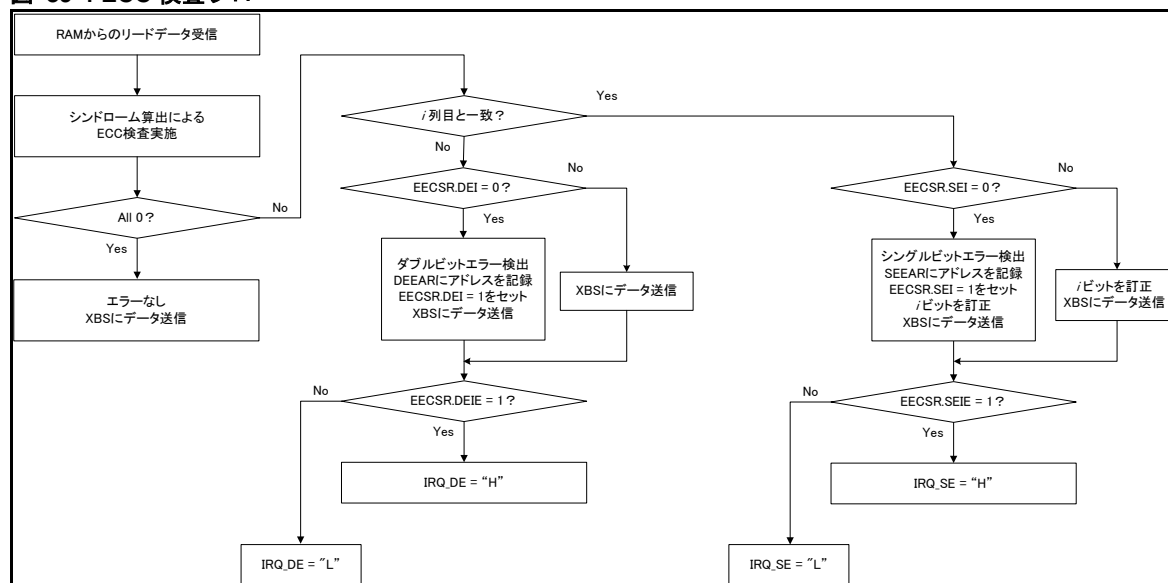 RAMからのリードデータ受信
シンドローム算出による
ECC検査実施
All 0？
No
Yes
エラーなし
XBSにデータ送信
i 列目と一致？
Yes
No
EECSR.DEI = 0？
No
Yes
ダブルビットエラー検出
DEEARにアドレスを記録
EECSR.DEI = 1をセット
XBSにデータ送信
XBSにデータ送信
EECSR.DEIE = 1？
No
Yes
IRQ_DE = “H”
IRQ_DE = "L"
EECSR.SEI = 0？
No
Yes
シングルビットエラー検出
SEEARにアドレスを記録
EECSR.SEI = 1をセット
iビットを訂正
XBSにデータ送信
iビットを訂正
XBSにデータ送信
EECSR.SEIE = 1？
No
Yes
IRQ_SE = “H”
IRQ_SE = "L"